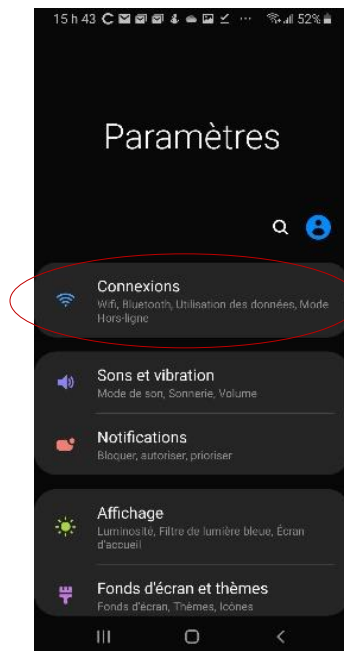 15 h 43 52%
Paramètres
Connexions
Wifi, Bluetooth, Utilisation des données, Mode
Hors-ligne
Sons et vibration
Mode de son, Sonnerie, Volume
Notifications
Bloquer, autoriser, prioriser
Affichage
Luminosité, Filtre de lumière bleue, Écran
d'accueil
Fonds d'écran et thèmes
Fonds d'écran, Thèmes, Icônes